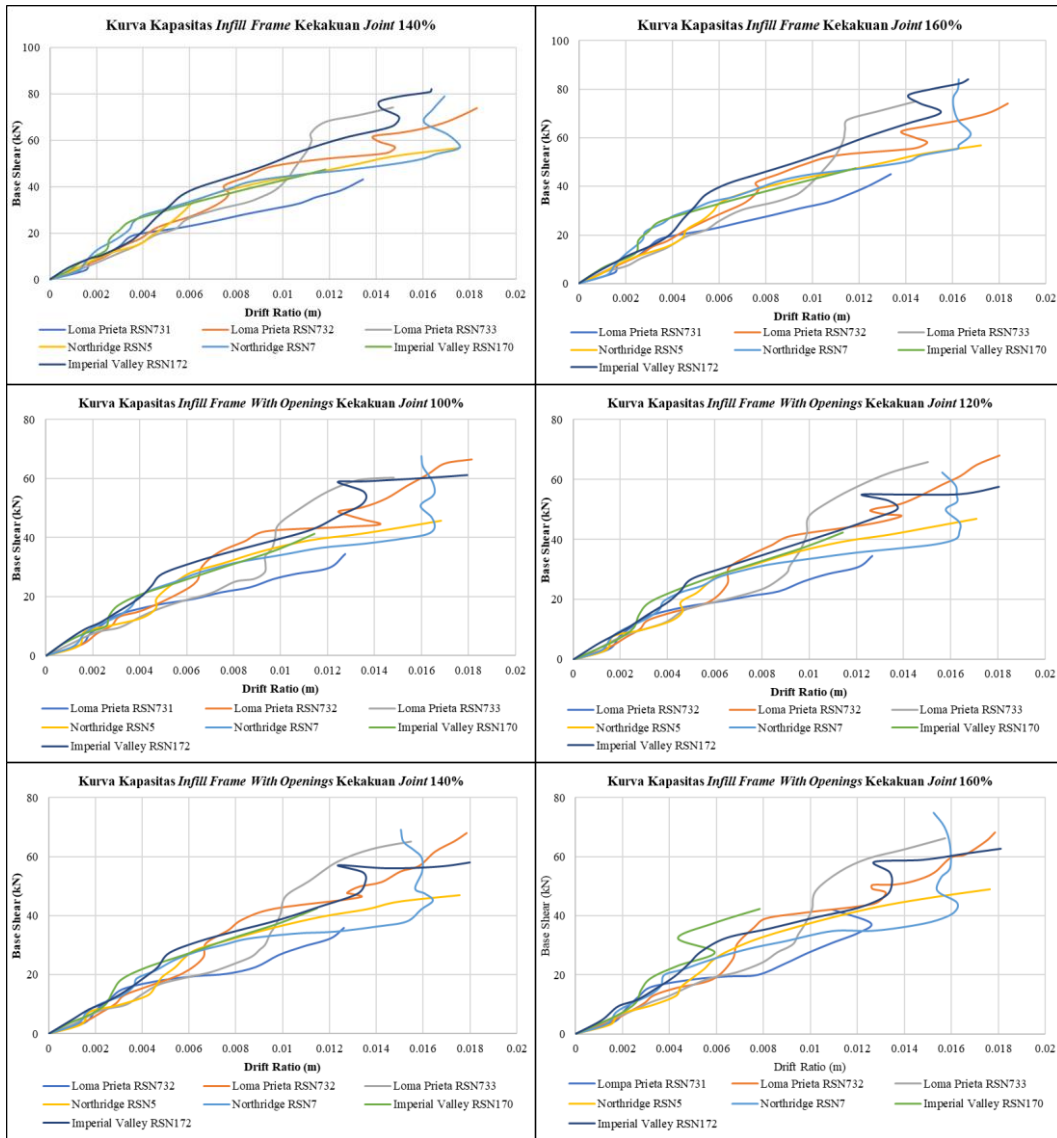 Kurva Kapasitas Infill Frame Kekakuan Joint 140%
100
80
60
40
20
0
Base Shear (kN)
0 0.002 0.004 0.006 0.008 0.01 0.012 0.014 0.016 0.018 0.02
Drift Ratio (m)
Loma Prieta RSN731 Loma Prieta RSN732 Loma Prieta RSN733
Northridge RSN5 Northridge RSN7 Imperial Valley RSN170
Imperial Valley RSN172
Kurva Kapasitas Infill Frame Kekakuan Joint 160%
100
80
60
40
20
0
Base Shear (kN)
0 0.002 0.004 0.006 0.008 0.01 0.012 0.014 0.016 0.018 0.02
Drift Ratio (m)
Loma Prieta RSN731 Loma Prieta RSN732 Loma Prieta RSN733
Northridge RSN5 Northridge RSN7 Imperial Valley RSN170
Imperial Valley RSN172
Kurva Kapasitas Infill Frame With Openings Kekakuan Joint 100%
80
60
40
20
0
Base Shear (kN)
0 0.002 0.004 0.006 0.008 0.01 0.012 0.014 0.016 0.018 0.02
Drift Ratio (m)
Loma Prieta RSN731 Loma Prieta RSN732 Loma Prieta RSN733
Northridge RSN5 Northridge RSN7 Imperial Valley RSN170
Imperial Valley RSN172
Kurva Kapasitas Infill Frame With Openings Kekakuan Joint 120%
80
60
40
20
0
Base Shear (kN)
0 0.002 0.004 0.006 0.008 0.01 0.012 0.014 0.016 0.018 0.02
Drift Ratio (m)
Loma Prieta RSN732 Loma Prieta RSN732 Loma Prieta RSN733
Northridge RSN5 Northridge RSN7 Imperial Valley RSN170
Imperial Valley RSN172
Kurva Kapasitas Infill Frame With Openings Kekakuan Joint 140%
80
60
40
20
0
Base Shear (kN)
0 0.002 0.004 0.006 0.008 0.01 0.012 0.014 0.016 0.018 0.02
Drift Ratio (m)
Loma Prieta RSN732 Loma Prieta RSN732 Loma Prieta RSN733
Northridge RSN5 Northridge RSN7 Imperial Valley RSN170
Imperial Valley RSN172
Kurva Kapasitas Infill Frame With Openings Kekakuan Joint 160%
80
60
40
20
0
Base Shear (kN)
0 0.002 0.004 0.006 0.008 0.01 0.012 0.014 0.016 0.018 0.02
Drift Ratio (m)
Lompa Prieta RSN731 Loma Prieta RSN732 Loma Prieta RSN733
Northridge RSN5 Northridge RSN7 Imperial Valley RSN170
Imperial Valley RSN172